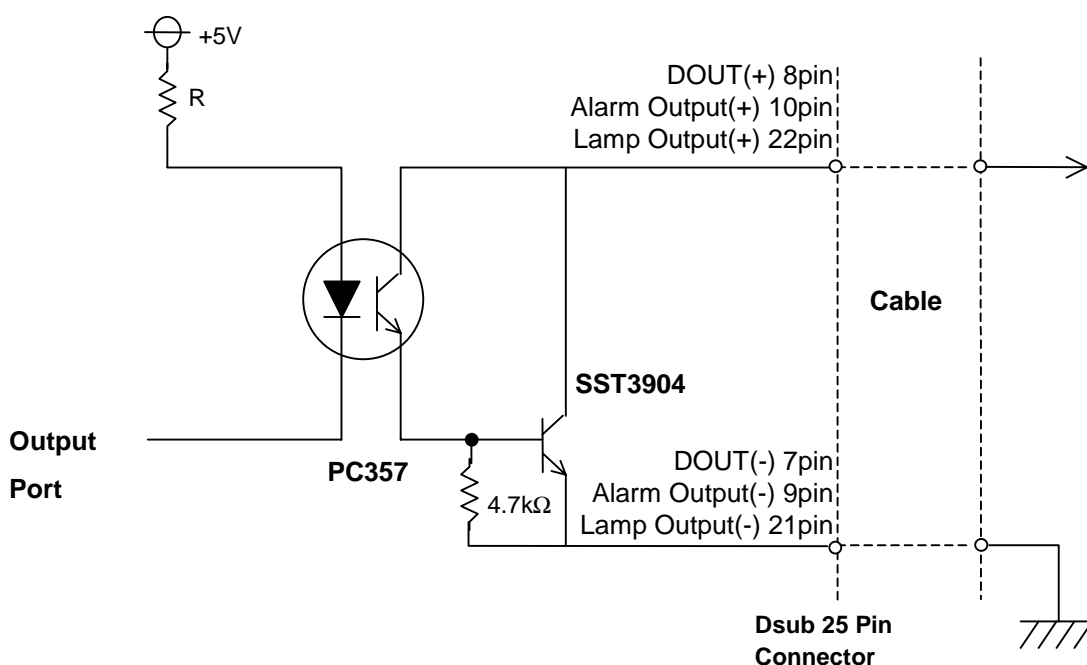 +5V
R
DOUT(+) 8pin
Alarm Output(+) 10pin
Lamp Output(+) 22pin
Cable
SST3904
Output
Port
PC357
4.7kΩ
DOUT(-) 7pin
Alarm Output(-) 9pin
Lamp Output(-) 21pin
Dsub 25 Pin
Connector